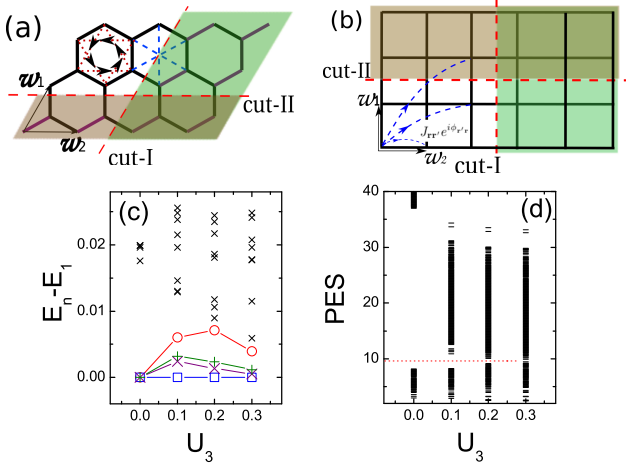 (a)
w₁
w₂
cut-I
cut-II
(b)
cut-II
w₁
J_{rr'}e^{iϕ_{r'r}}
w₂
cut-I
(c)
E_n-E_1
0.02
0.01
0.00
0.0 0.1 0.2 0.3
U_3
(d)
PES
40
30
20
10
0
0.0 0.1 0.2 0.3
U_3